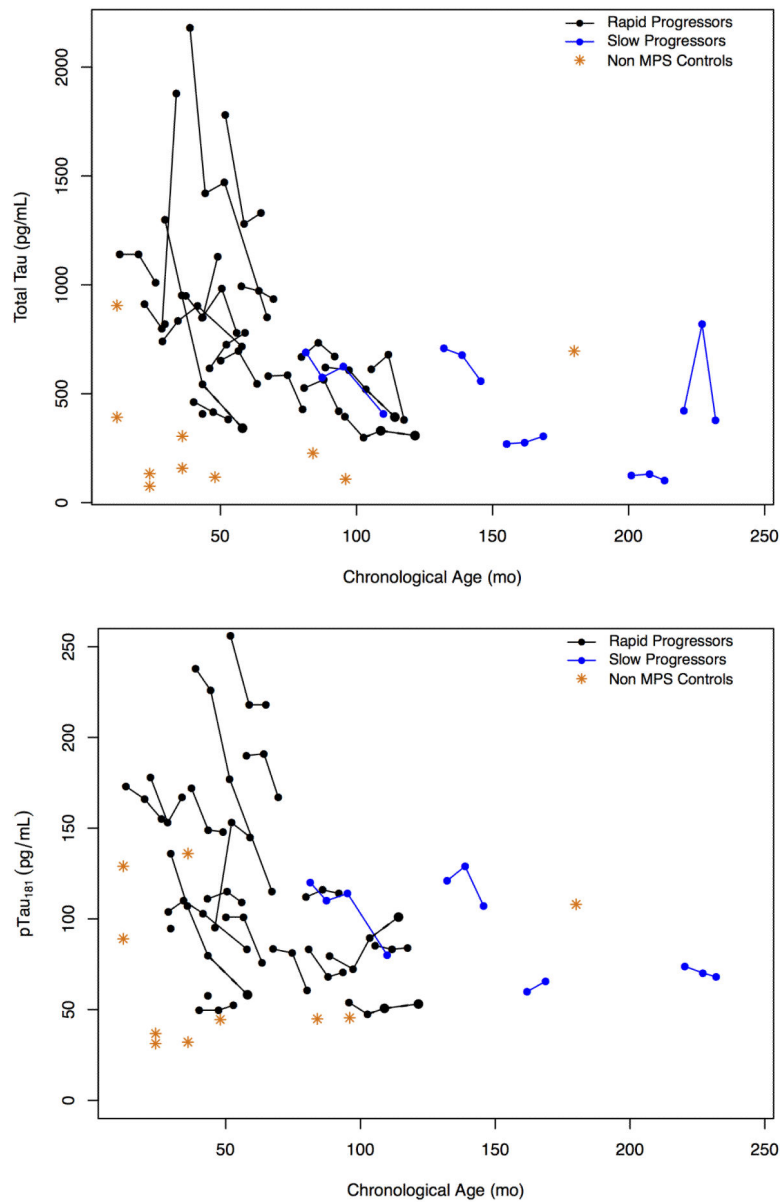 Rapid Progressors
Slow Progressors
Non MPS Controls
2000
1500
1000
500
0
Total Tau (pg/mL)
50 100 150 200 250
Chronological Age (mo)
Rapid Progressors
Slow Progressors
Non MPS Controls
250
200
150
100
50
0
pTau₁₈₁ (pg/mL)
50 100 150 200 250
Chronological Age (mo)